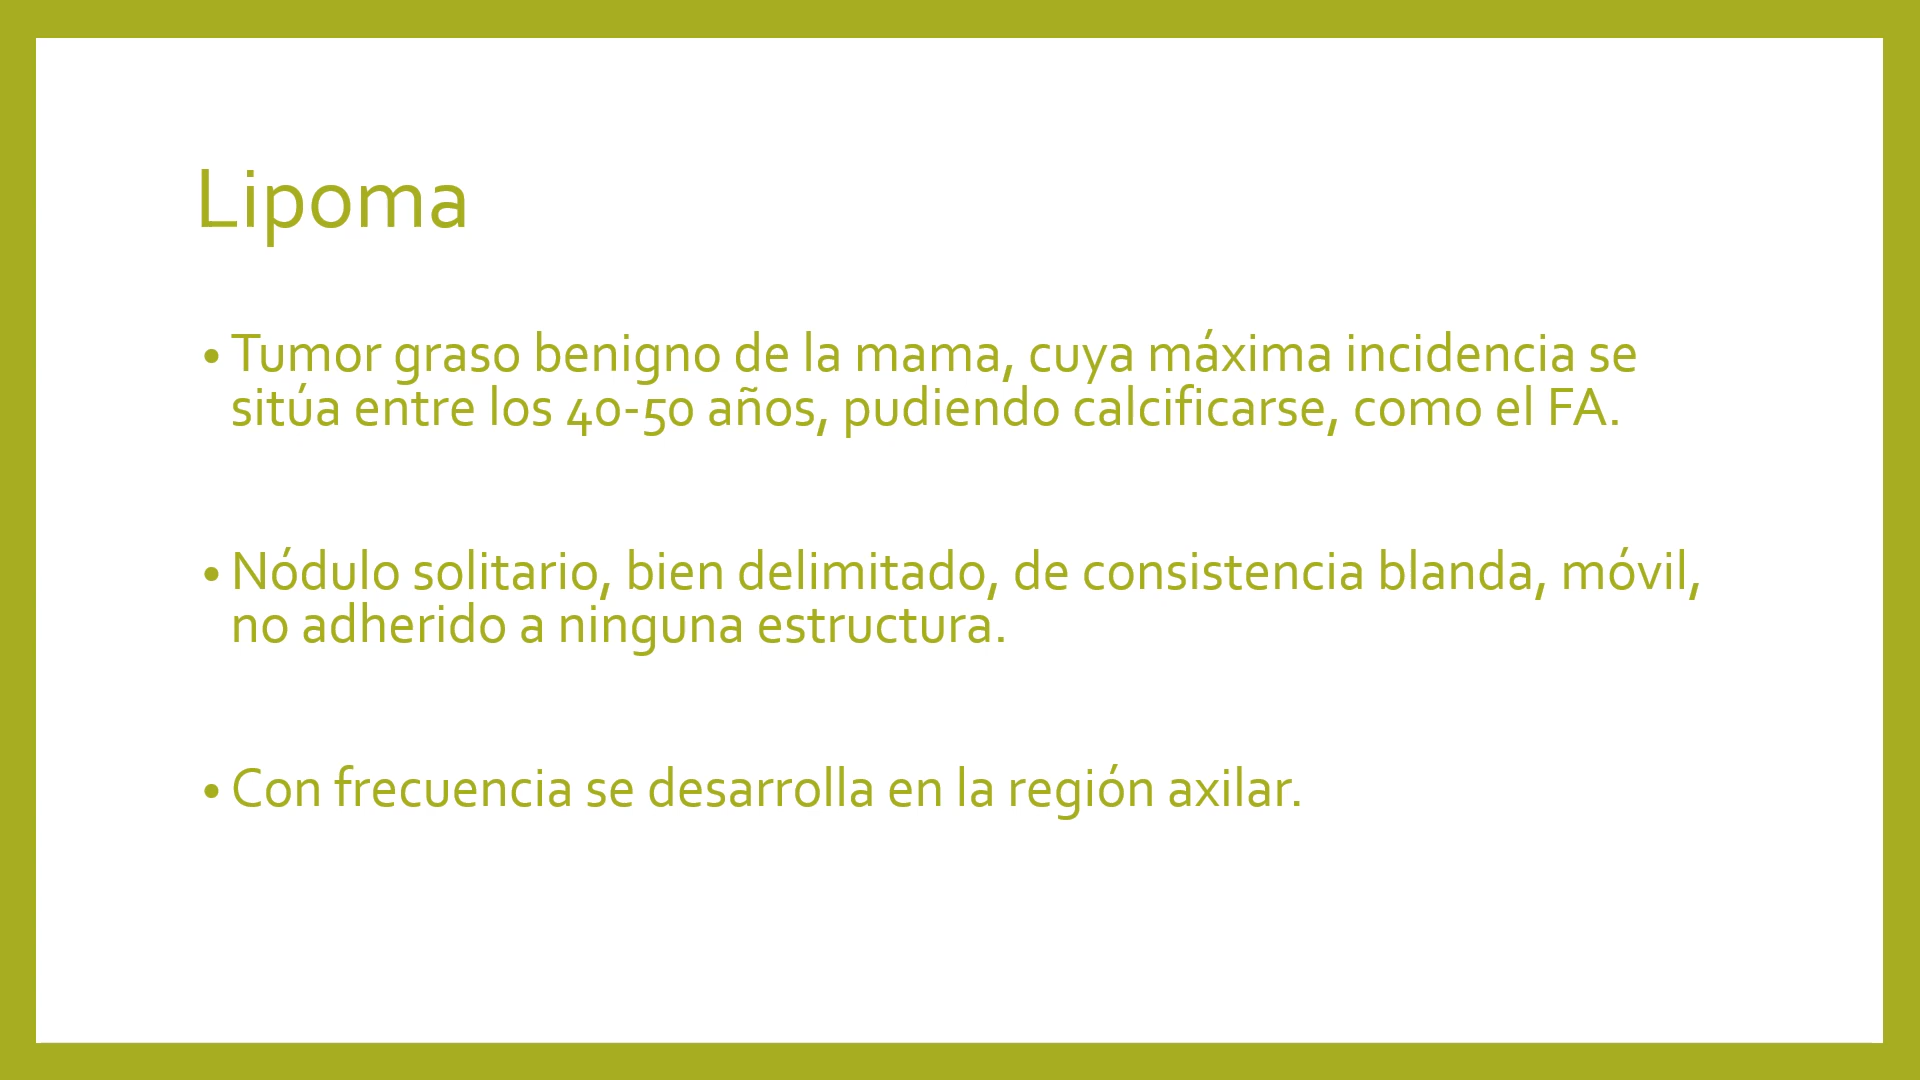 Lipoma
• Tumor graso benigno de la mama, cuya máxima incidencia se
sitúa entre los 40-50 años, pudiendo calcificarse, como el FA.
• Nódulo solitario, bien delimitado, de consistencia blanda, móvil,
no adherido a ninguna estructura.
• Con frecuencia se desarrolla en la región axilar.